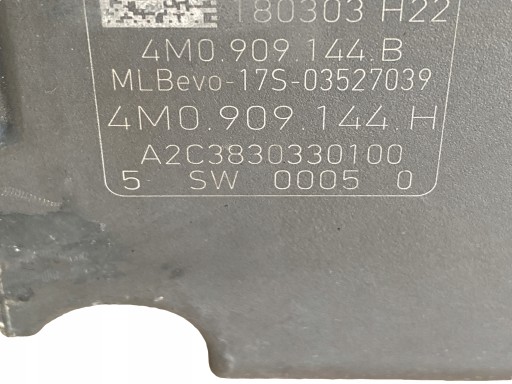 180303 H22
4M0.909.144.B
MLBevo-17S-03527039
4M0.909.144.H
A2C3830330100
5 SW 0005 0